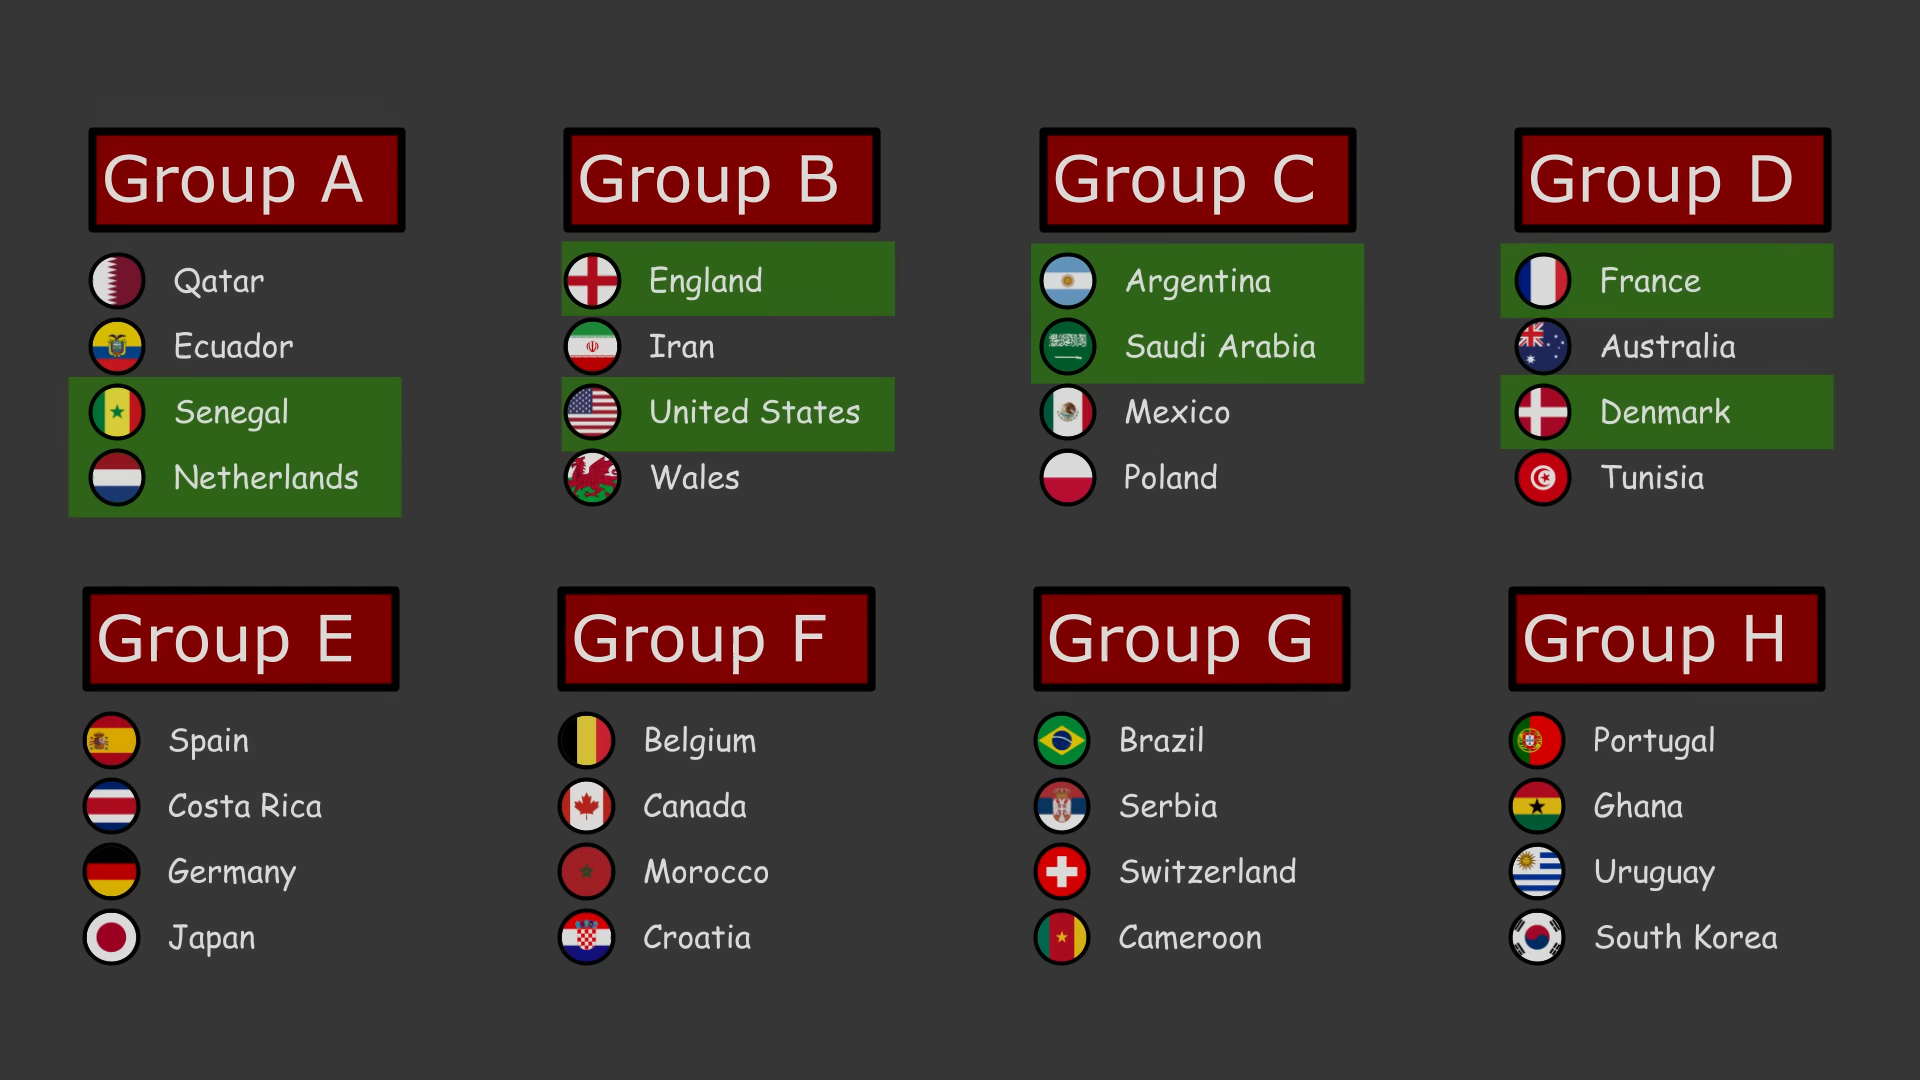 Group A
Qatar
Ecuador
Senegal
Netherlands
Group B
England
Iran
United States
Wales
Group C
Argentina
Saudi Arabia
Mexico
Poland
Group D
France
Australia
Denmark
Tunisia
Group E
Spain
Costa Rica
Germany
Japan
Group F
Belgium
Canada
Morocco
Croatia
Group G
Brazil
Serbia
Switzerland
Cameroon
Group H
Portugal
Ghana
Uruguay
South Korea